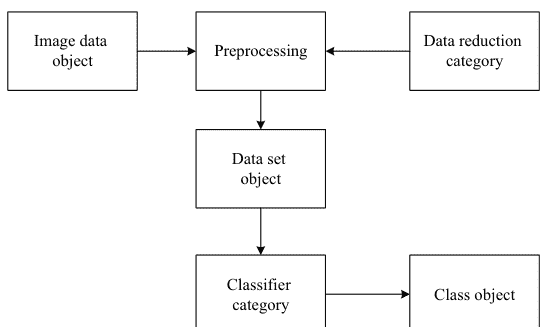 Image data
object
Preprocessing
Data reduction
category
Data set
object
Classifier
category
Class object